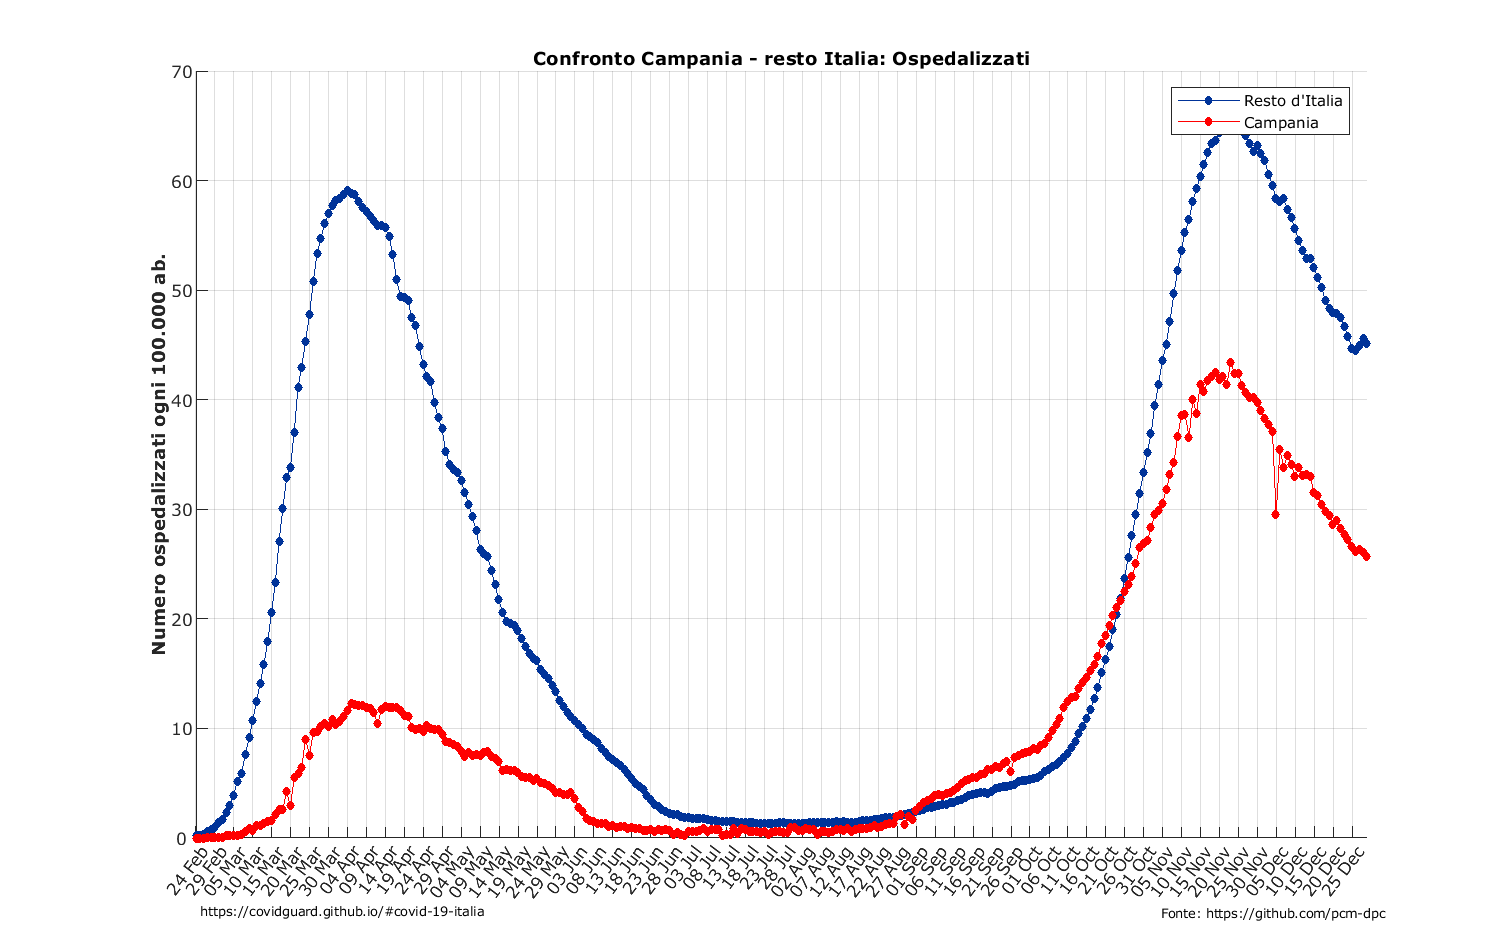 Confronto Campania - resto Italia: Ospedalizzati
Resto d'Italia
Campania
Numero ospedalizzati ogni 100.000 ab.
70
60
50
40
30
20
10
0
24 Feb
29 Feb
05 Mar
10 Mar
15 Mar
20 Mar
25 Mar
30 Mar
04 Apr
09 Apr
14 Apr
19 Apr
24 Apr
29 Apr
04 May
09 May
14 May
19 May
24 May
29 May
03 Jun
08 Jun
13 Jun
18 Jun
23 Jun
28 Jun
03 Jul
08 Jul
13 Jul
18 Jul
23 Jul
28 Jul
02 Aug
07 Aug
12 Aug
17 Aug
22 Aug
27 Aug
01 Sep
06 Sep
11 Sep
16 Sep
21 Sep
26 Sep
01 Oct
06 Oct
11 Oct
16 Oct
21 Oct
26 Oct
31 Oct
05 Nov
10 Nov
15 Nov
20 Nov
25 Nov
30 Nov
05 Dec
10 Dec
15 Dec
20 Dec
25 Dec
https://covidguard.github.io/#covid-19-italia
Fonte: https://github.com/pcm-dpc